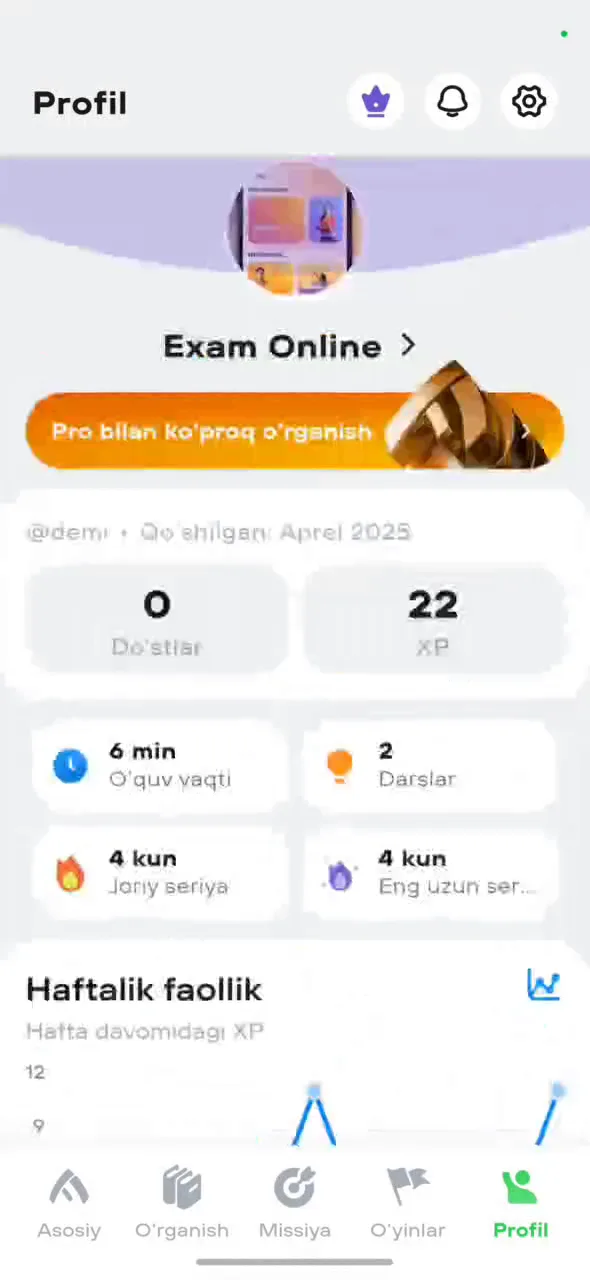 Profil
Exam Online
Pro bilan ko'proq o'rganish
@demi • Qo'shilgan: Aprel 2025
0
Do'stlar
22
XP
6 min
O'quv vaqti
2
Darslar
4 kun
Joriy seriya
4 kun
Eng uzun ser...
Haftalik faollik
Hafta davomidagi XP
12
9
Asosiy
O'rganish
Missiya
O'yinlar
Profil